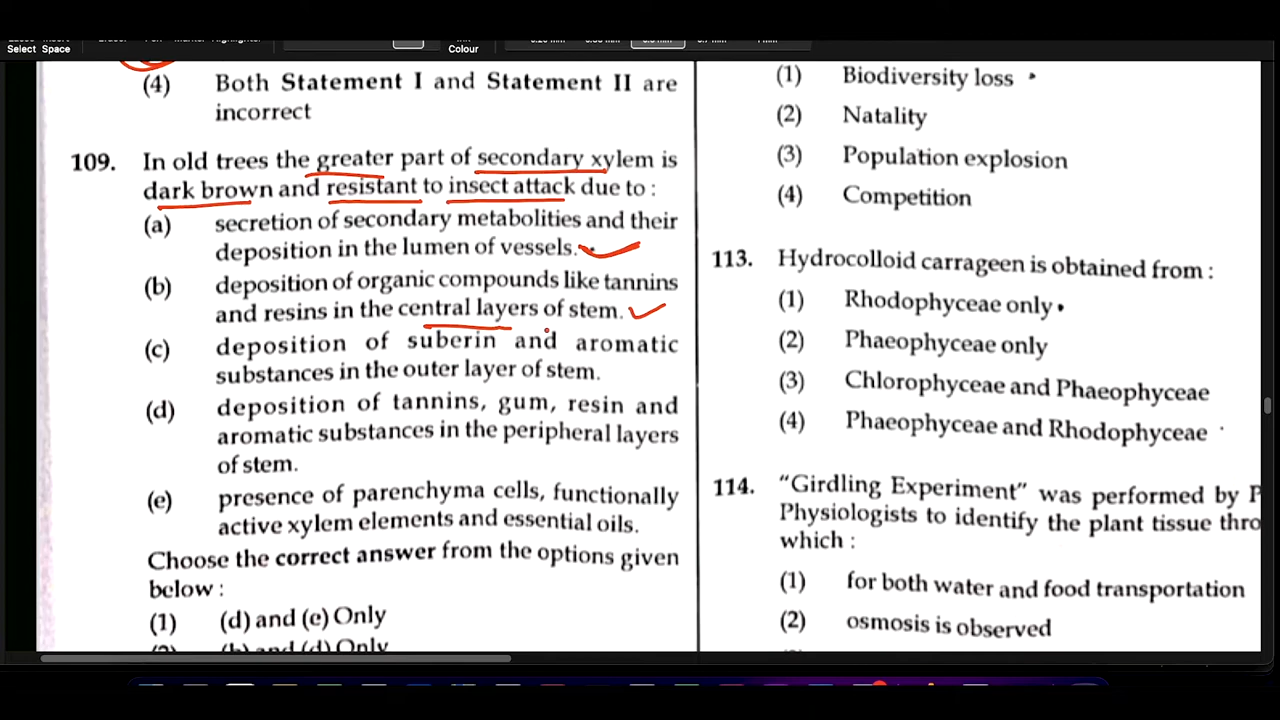 Select Space
Colour
(4) Both Statement I and Statement II are
incorrect
109. In old trees the greater part of secondary xylem is
dark brown and resistant to insect attack due to :
(a) secretion of secondary metabolities and their
deposition in the lumen of vessels.
(b) deposition of organic compounds like tannins
and resins in the central layers of stem.
(c) deposition of suberin and aromatic
substances in the outer layer of stem.
(d) deposition of tannins, gum, resin and
aromatic substances in the peripheral layers
of stem.
(e) presence of parenchyma cells, functionally
active xylem elements and essential oils.
Choose the correct answer from the options given
below :
(1) (d) and (e) Only
(b) and (d) Only
(1) Biodiversity loss
(2) Natality
(3) Population explosion
(4) Competition
113. Hydrocolloid carrageen is obtained from :
(1) Rhodophyceae only
(2) Phaeophyceae only
(3) Chlorophyceae and Phaeophyceae
(4) Phaeophyceae and Rhodophyceae
114. "Girdling Experiment" was performed by P
Physiologists to identify the plant tissue thro
which :
(1) for both water and food transportation
(2) osmosis is observed